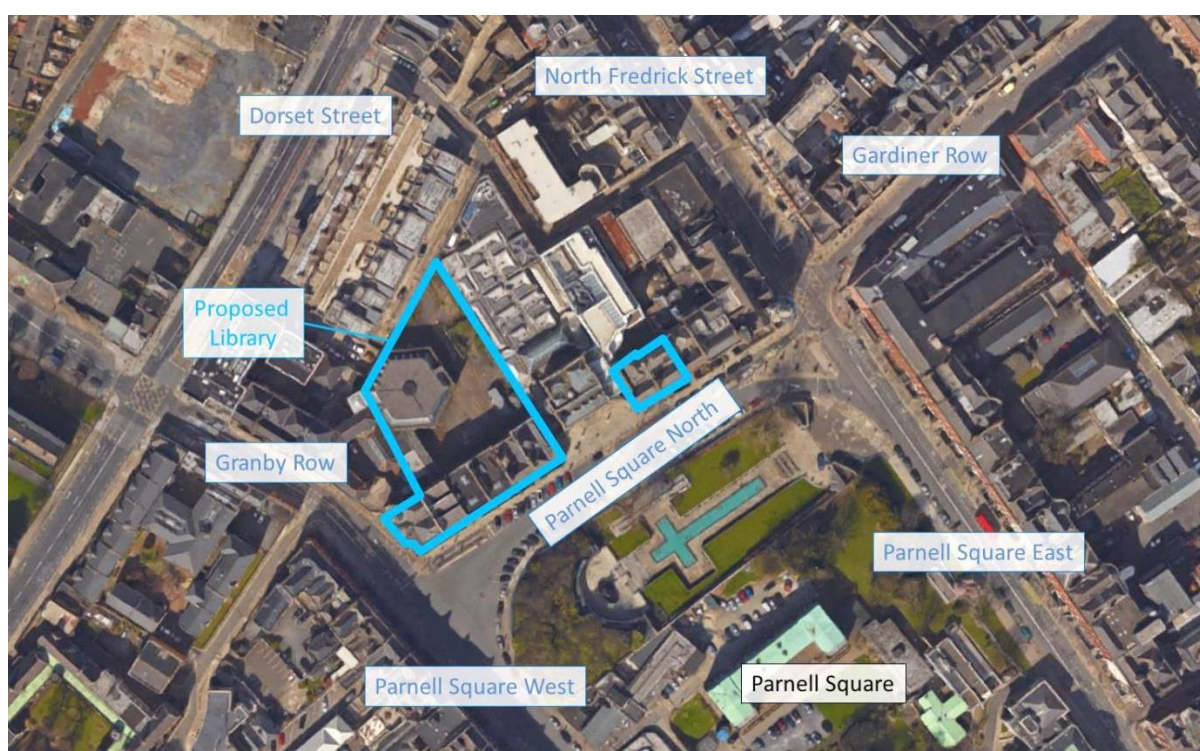 North Fredrick Street
Dorset Street
Gardiner Row
Proposed
Library
Parnell Square North
Granby Row
Parnell Square East
Parnell Square West
Parnell Square